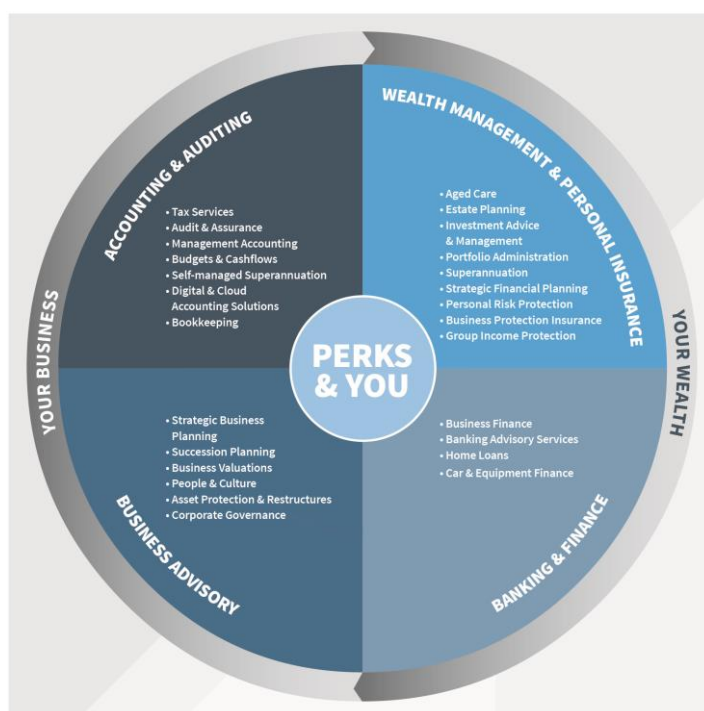 ACCOUNTING & AUDITING
• Tax Services
• Audit & Assurance
• Management Accounting
• Budgets & Cashflows
• Self-managed Superannuation
• Digital & Cloud
Accounting Solutions
• Bookkeeping
WEALTH MANAGEMENT & PERSONAL INSURANCE
• Aged Care
• Estate Planning
• Investment Advice
& Management
• Portfolio Administration
• Superannuation
• Strategic Financial Planning
• Personal Risk Protection
• Business Protection Insurance
• Group Income Protection
YOUR BUSINESS
PERKS
& YOU
YOUR WEALTH
• Strategic Business
Planning
• Succession Planning
• Business Valuations
• People & Culture
• Asset Protection & Restructures
• Corporate Governance
BUSINESS ADVISORY
• Business Finance
• Banking Advisory Services
• Home Loans
• Car & Equipment Finance
BANKING & FINANCE